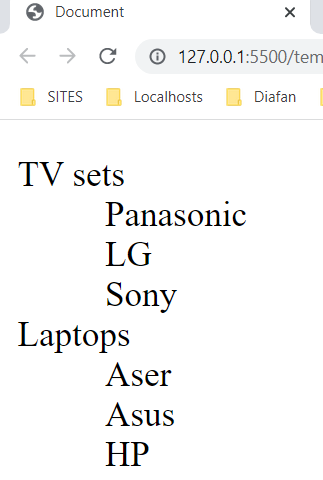 Document
127.0.0.1:5500/tem
SITES Localhosts Diafan
TV sets
Panasonic
LG
Sony
Laptops
Aser
Asus
HP